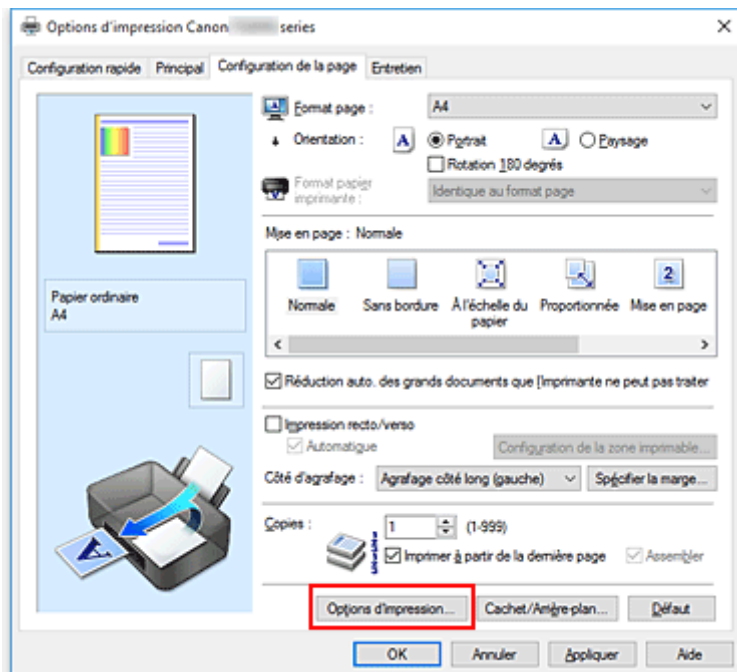 Options d'impression Canon series
Configuration rapide Principal Configuration de la page Entretien
Format page : A4
Orientation : A Portrait A Paysage
Rotation 180 degrés
Format papier imprimante : Identique au format page
Mise en page : Normale
2
Normale Sans bordure À l'échelle du papier Proportionnée Mise en page
Papier ordinaire
A4
Réduction auto. des grands documents que l'imprimante ne peut pas traiter
Impression recto/verso
Automatique Configuration de la zone imprimable...
Côté d'agrafage : Agrafage côté long (gauche) Spécifier la marge...
Copies : 1 (1-999)
Imprimer à partir de la dernière page Assembler
A
Options d'impression... Cachet/Arrière-plan... Défaut
OK Annuler Appliquer Aide